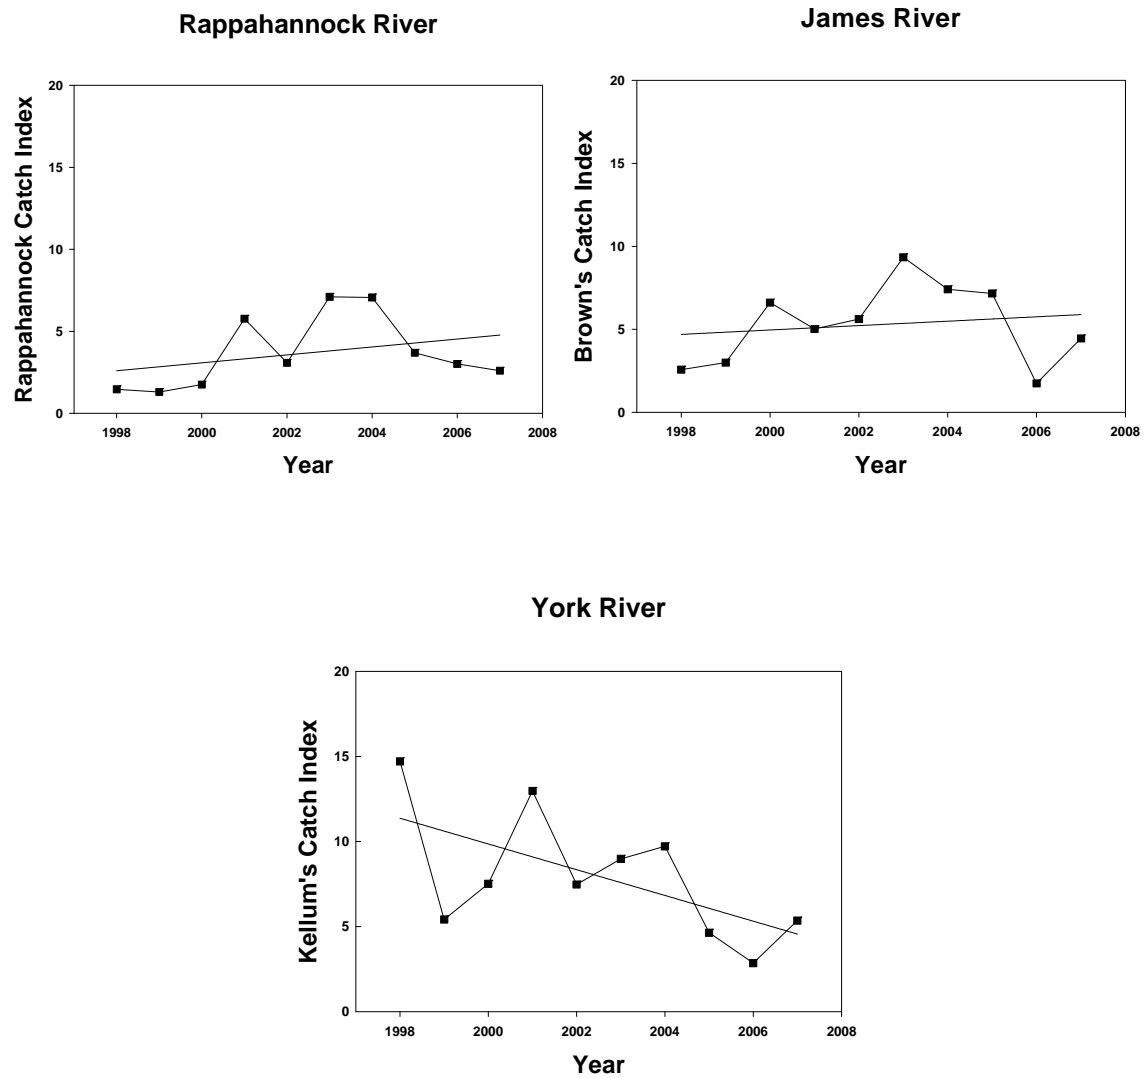 Rappahannock River
Rappahannock Catch Index
20
15
10
5
0
1998 2000 2002 2004 2006 2008
Year
James River
Brown's Catch Index
20
15
10
5
0
1998 2000 2002 2004 2006 2008
Year
York River
Kellum's Catch Index
20
15
10
5
0
1998 2000 2002 2004 2006 2008
Year